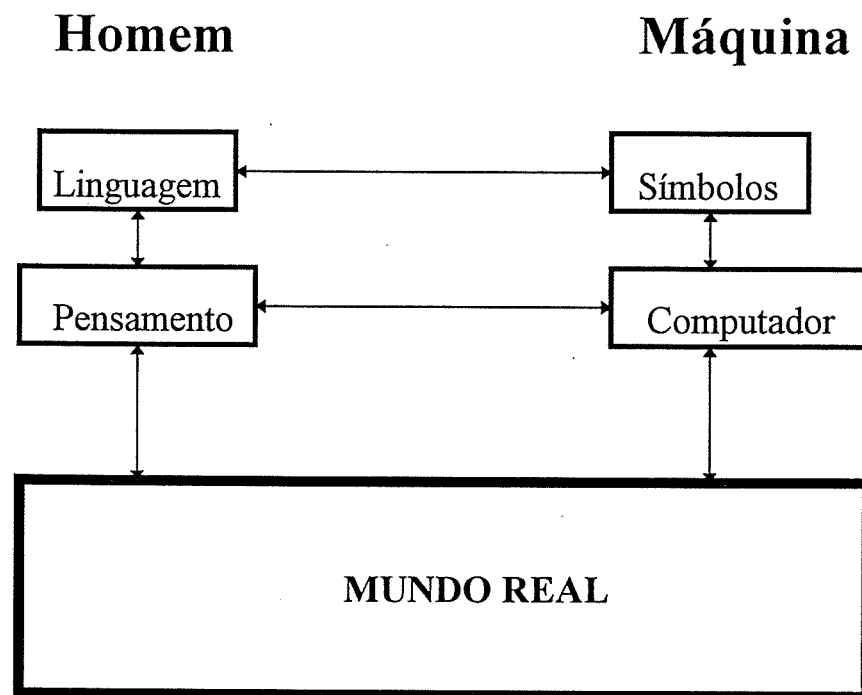 Homem
Máquina
Linguagem
Símbolos
Pensamento
Computador
MUNDO REAL